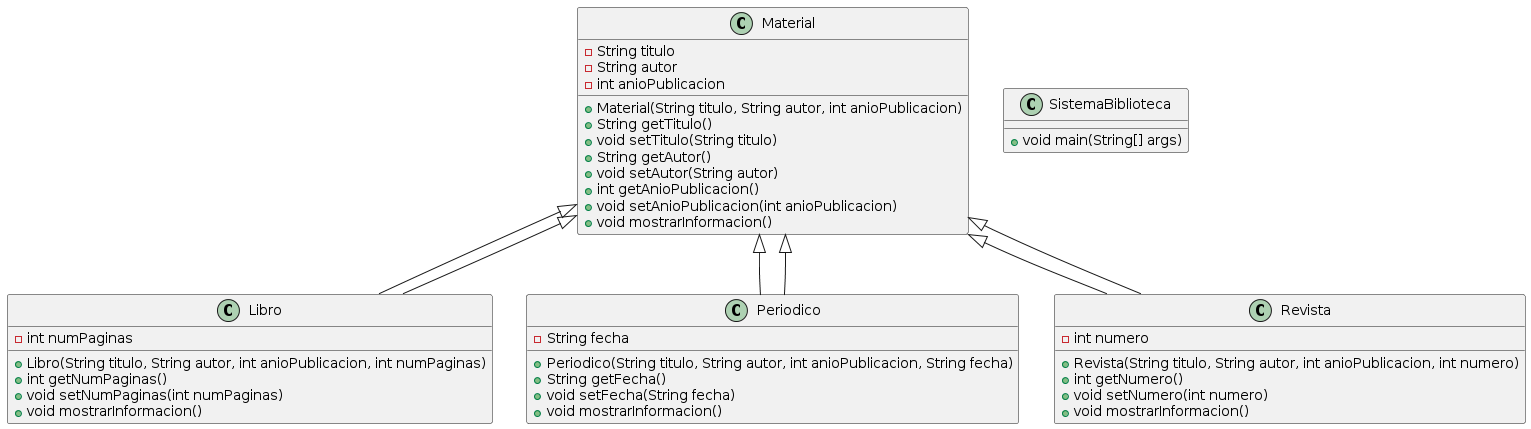 C Material
String titulo
String autor
int anioPublicacion
Material(String titulo, String autor, int anioPublicacion)
String getTitulo()
void setTitulo(String titulo)
String getAutor()
void setAutor(String autor)
int getAnioPublicacion()
void setAnioPublicacion(int anioPublicacion)
void mostrarInformacion()
C SistemaBiblioteca
void main(String[] args)
C Libro
int numPaginas
Libro(String titulo, String autor, int anioPublicacion, int numPaginas)
int getNumPaginas()
void setNumPaginas(int numPaginas)
void mostrarInformacion()
C Periodico
String fecha
Periodico(String titulo, String autor, int anioPublicacion, String fecha)
String getFecha()
void setFecha(String fecha)
void mostrarInformacion()
C Revista
int numero
Revista(String titulo, String autor, int anioPublicacion, int numero)
int getNumero()
void setNumero(int numero)
void mostrarInformacion()